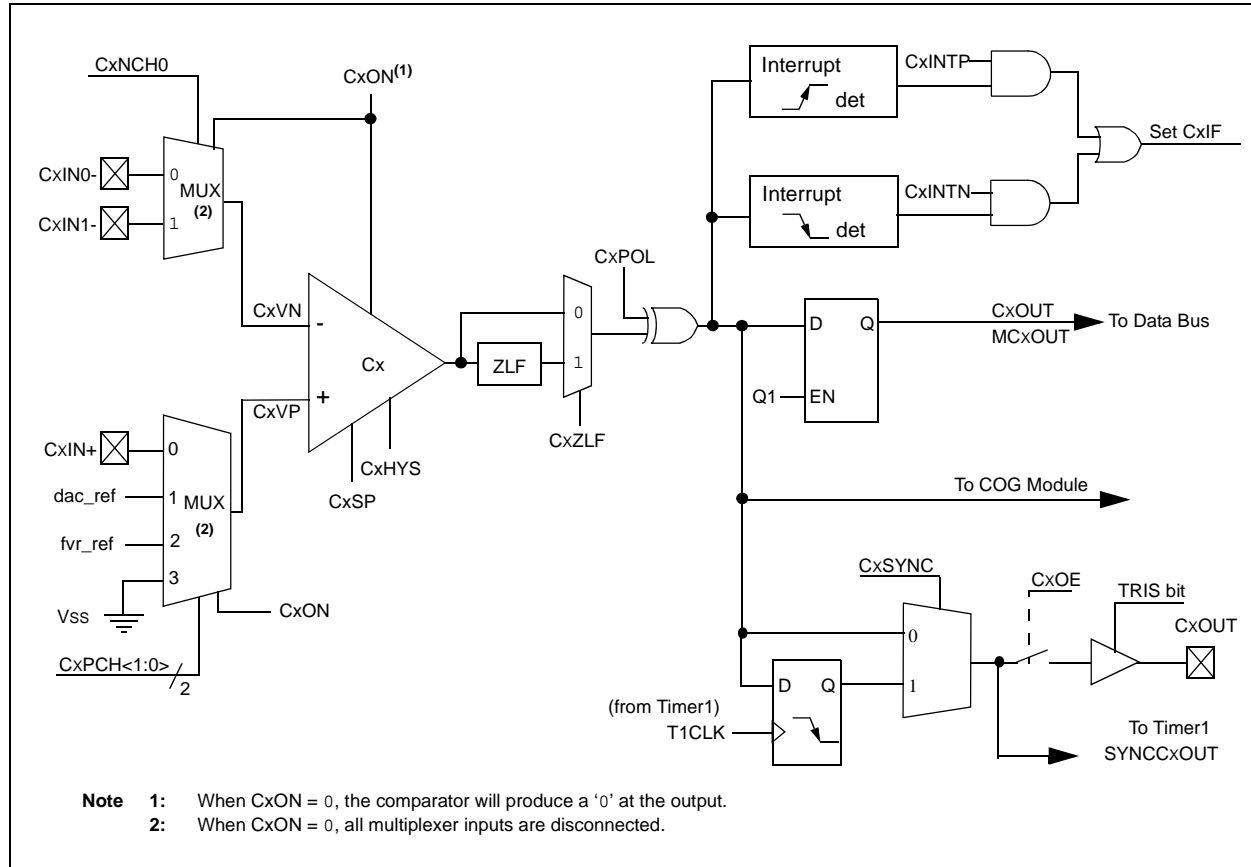 CxNCH0
CxON(1)
CxIN0-
0
MUX
(2)
CxIN1-
1
CxVN
-
Cx
CxVP
+
CxHYS
CxSP
CxIN+
0
dac_ref
1
MUX
(2)
fvr_ref
2
3
VSS
CxON
CxPCH<1:0>
2
ZLF
0
1
CxZLF
CxPOL
Interrupt
det
CxINTP
Interrupt
det
CxINTN
Set CxIF
D Q
Q1
EN
CxOUT
MCxOUT
To Data Bus
To COG Module
CxSYNC
0
1
D Q
(from Timer1)
T1CLK
CxOE
TRIS bit
CxOUT
To Timer1
SYNCCxOUT
Note 1: When CxON = 0, the comparator will produce a ‘0’ at the output.
2: When CxON = 0, all multiplexer inputs are disconnected.